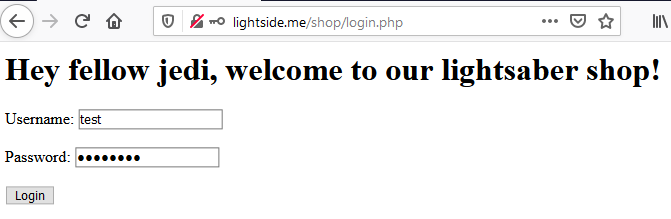 lightside.me/shop/login.php
Hey fellow jedi, welcome to our lightsaber shop!
Username: test
Password: ●●●●●●●●
Login